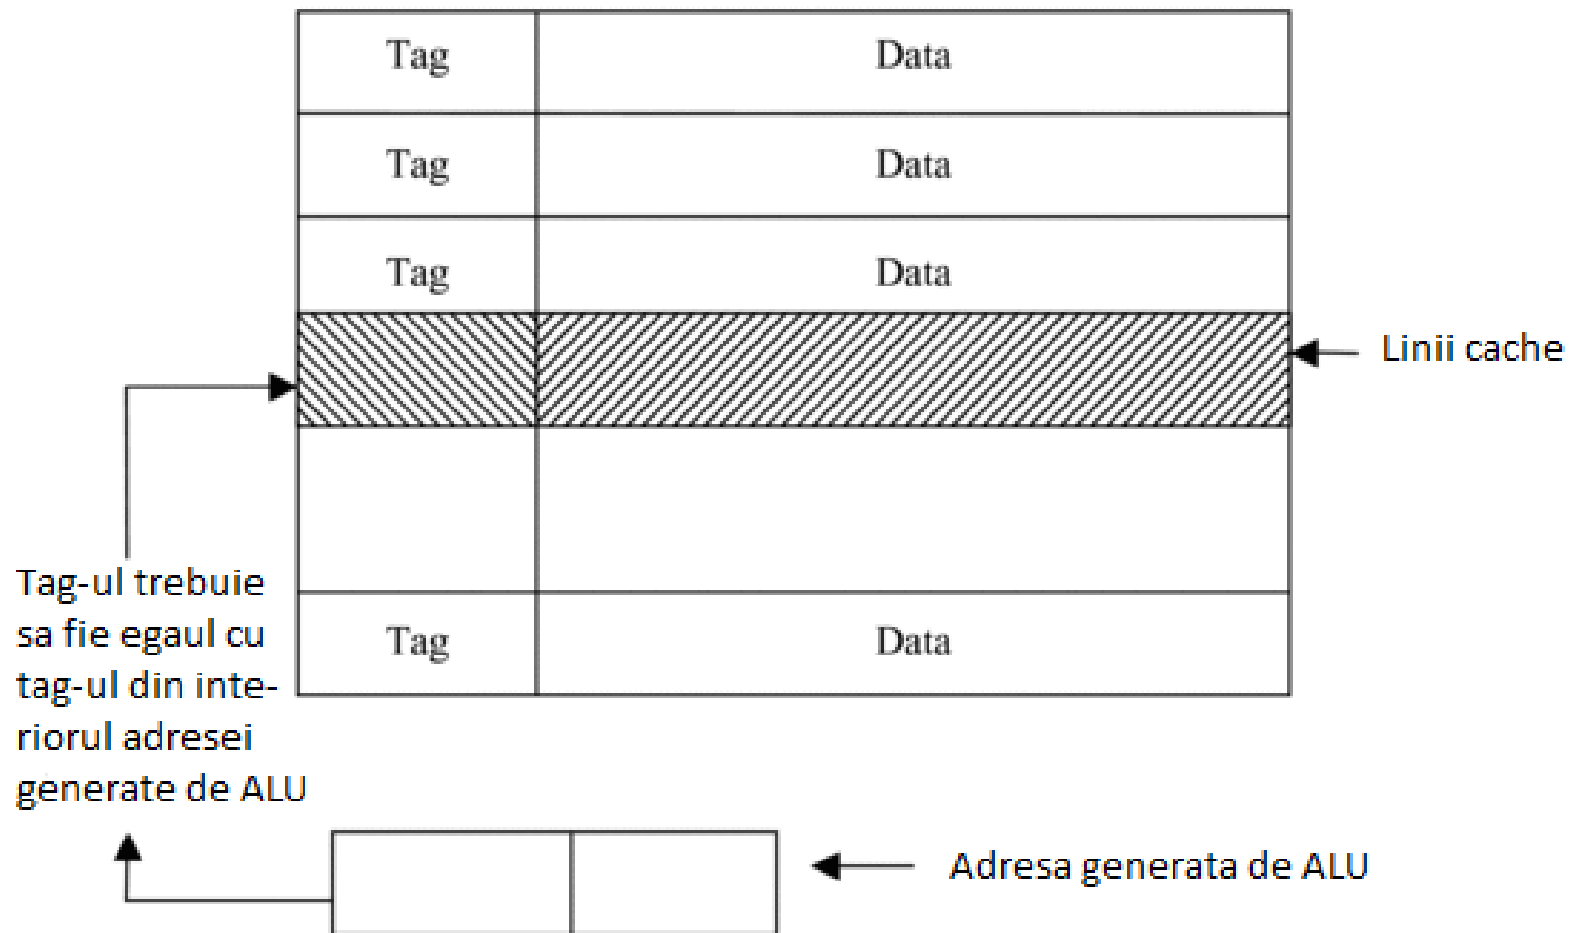 Tag Data
Tag Data
Tag Data
Linii cache
Tag-ul trebuie
sa fie egaul cu
tag-ul din inte-
riorul adresei
generate de ALU
Tag Data
Adresa generata de ALU